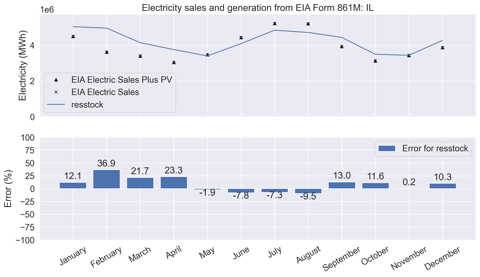 Electricity sales and generation from EIA Form 861M: IL
1e6
6
4
2
0
Electricity (MWh)
EIA Electric Sales Plus PV
EIA Electric Sales
resstock
100
75
50
25
0
−25
−50
−75
−100
Error (%)
Error for resstock
12.1
36.9
21.7
23.3
-1.9
-7.8
-7.3
-9.5
13.0
11.6
0.2
10.3
January
February
March
April
May
June
July
August
September
October
November
December